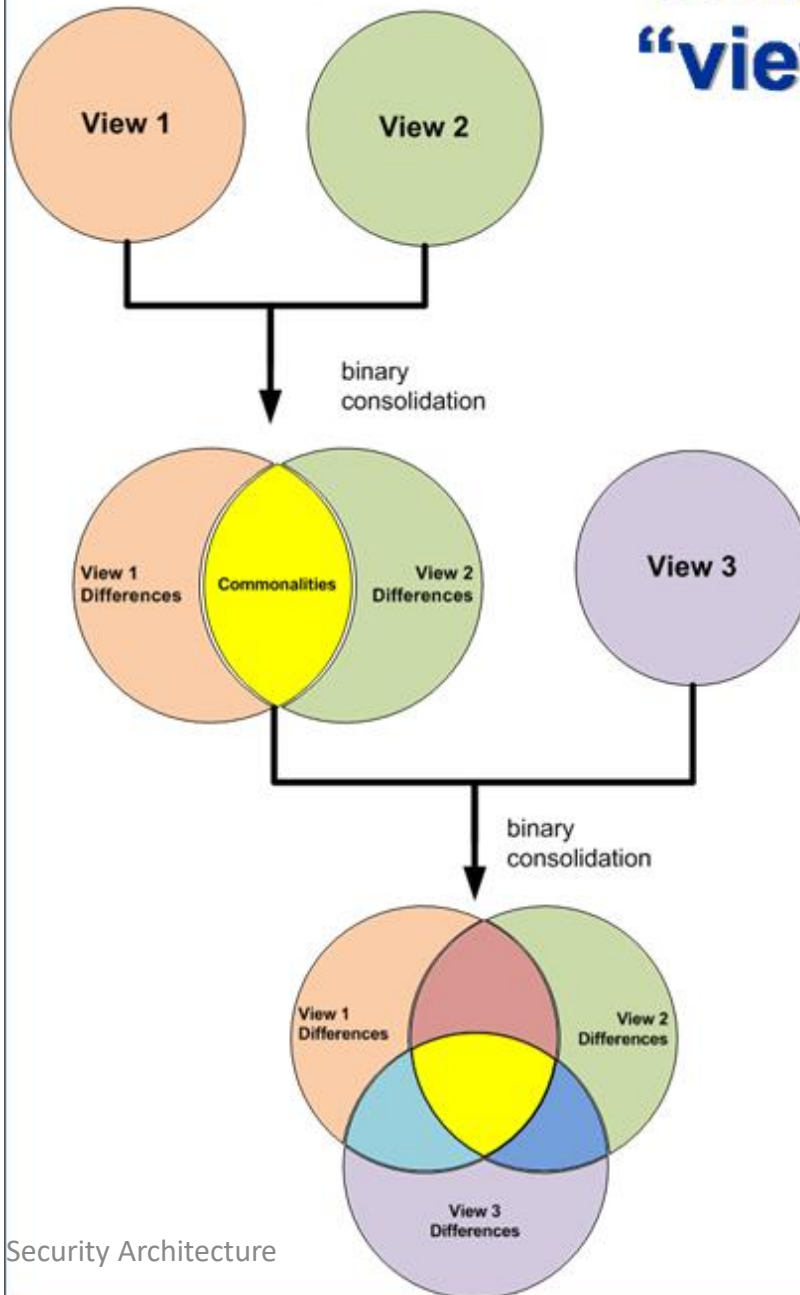 View 1
View 2
binary
consolidation
View 1
Differences
Commonalities
View 2
Differences
View 3
binary
consolidation
View 1
Differences
View 2
Differences
View 3
Differences
Security Architecture